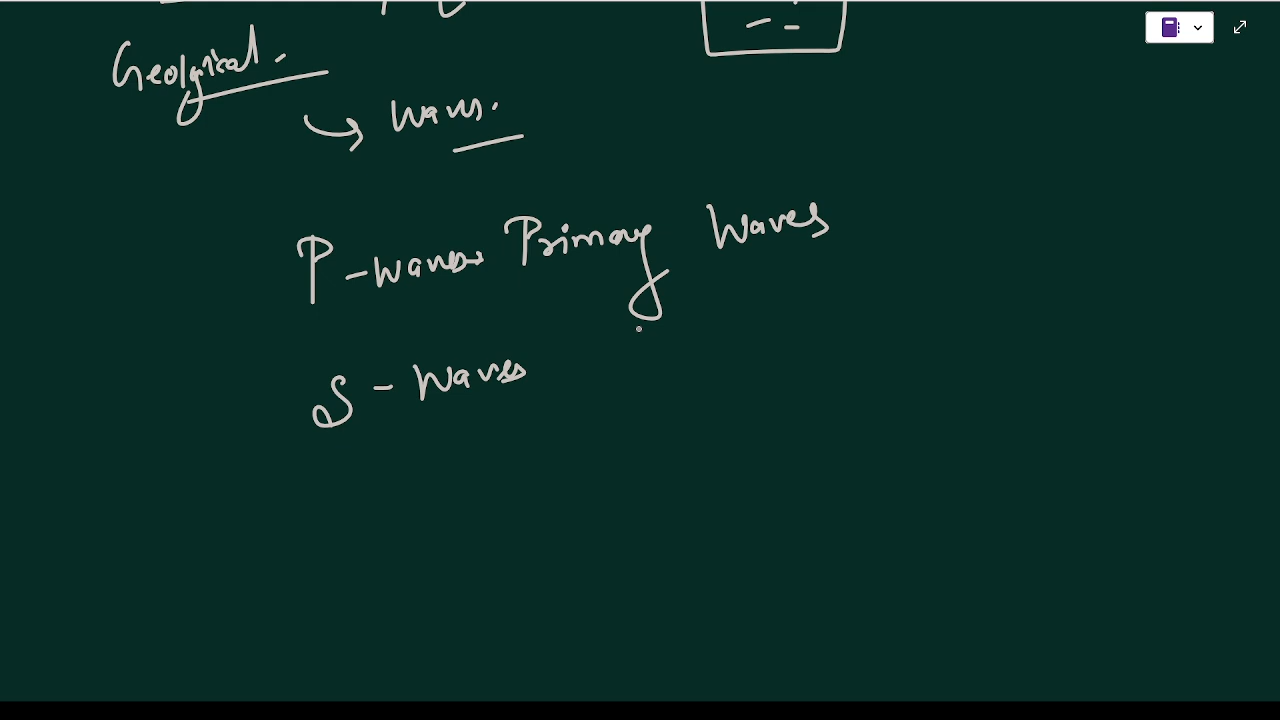 Geological.
→ Waves.
P - waves. Primary Waves
S - Waves